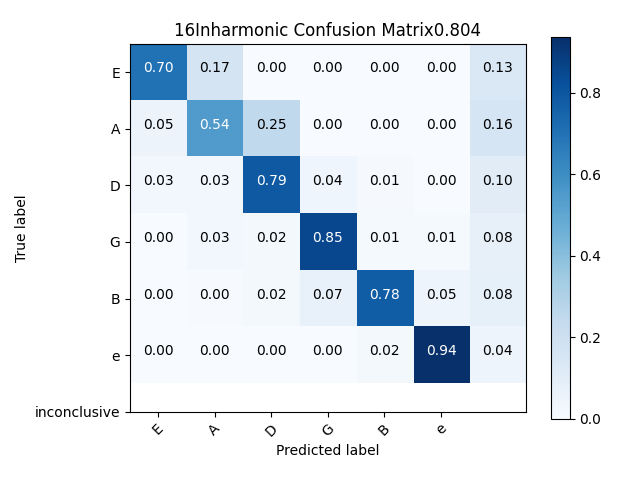 16Inharmonic Confusion Matrix0.804
E 0.70 0.17 0.00 0.00 0.00 0.00 0.13
A 0.05 0.54 0.25 0.00 0.00 0.00 0.16
D 0.03 0.03 0.79 0.04 0.01 0.00 0.10
G 0.00 0.03 0.02 0.85 0.01 0.01 0.08
B 0.00 0.00 0.02 0.07 0.78 0.05 0.08
e 0.00 0.00 0.00 0.00 0.02 0.94 0.04
inconclusive
E A D G B e
Predicted label
True label
0.8
0.6
0.4
0.2
0.0